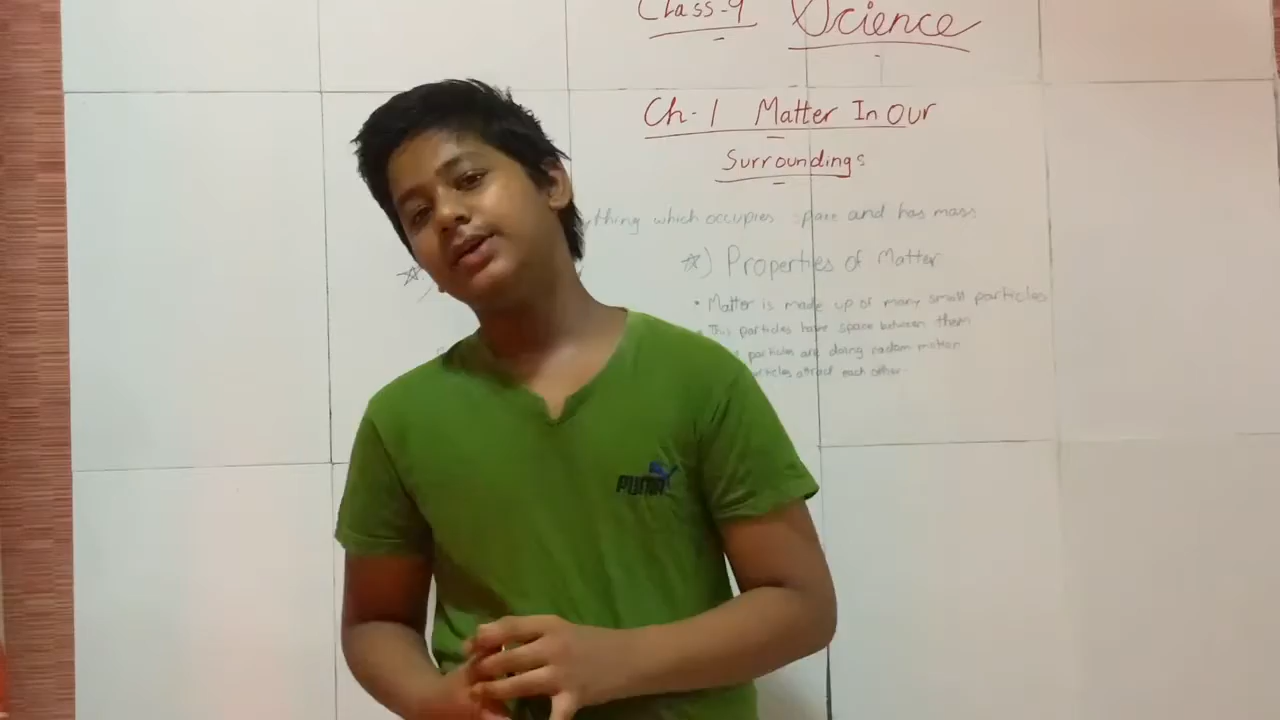 Class-9 Science
Ch-1 Matter In Our
Surroundings
which occupies space and has mass
Properties of Matter
• Matter is made up of many small particles
This particles have space between them
particles are doing random motion
attract each other
PUMA